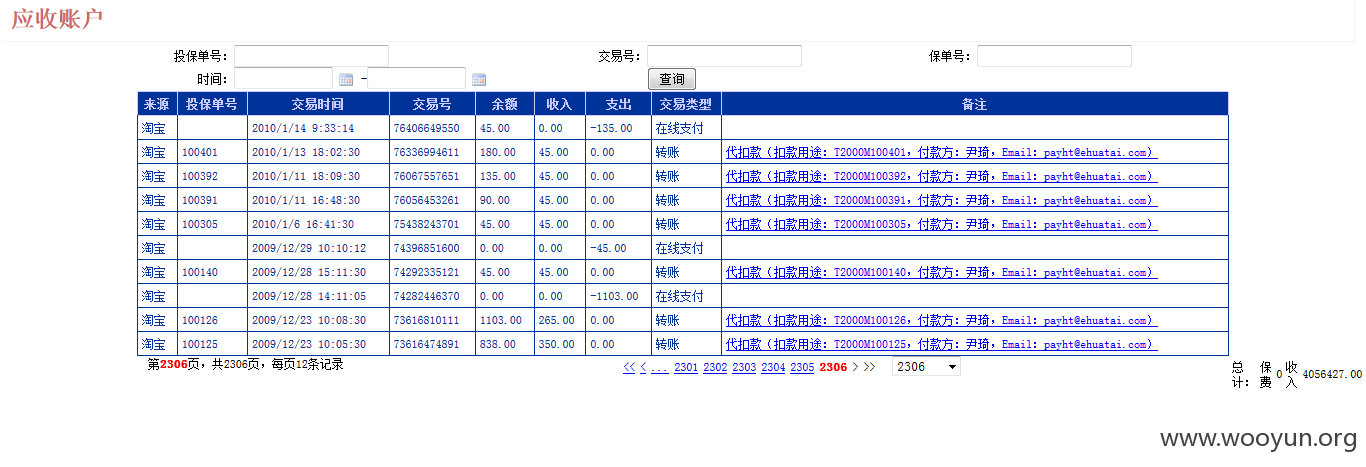 应收账户
投保单号： 交易号： 保单号：
时间： - 查询
来源 投保单号 交易时间 交易号 余额 收入 支出 交易类型 备注
淘宝 2010/1/14 9:33:14 76406649550 45.00 0.00 -135.00 在线支付
淘宝 100401 2010/1/13 18:02:30 76336994611 180.00 45.00 0.00 转账 代扣款（扣款用途：T2000M100401，付款方：尹琦，Email：payht@ehuatai.com）
淘宝 100392 2010/1/11 18:09:30 76067557651 135.00 45.00 0.00 转账 代扣款（扣款用途：T2000M100392，付款方：尹琦，Email：payht@ehuatai.com）
淘宝 100391 2010/1/11 16:48:30 76056453261 90.00 45.00 0.00 转账 代扣款（扣款用途：T2000M100391，付款方：尹琦，Email：payht@ehuatai.com）
淘宝 100305 2010/1/6 16:41:30 75438243701 45.00 45.00 0.00 转账 代扣款（扣款用途：T2000M100305，付款方：尹琦，Email：payht@ehuatai.com）
淘宝 2009/12/29 10:10:12 74396851600 0.00 0.00 -45.00 在线支付
淘宝 100140 2009/12/28 15:11:30 74292335121 45.00 45.00 0.00 转账 代扣款（扣款用途：T2000M100140，付款方：尹琦，Email：payht@ehuatai.com）
淘宝 2009/12/28 14:11:05 74282446370 0.00 0.00 -1103.00 在线支付
淘宝 100126 2009/12/23 10:08:30 73616810111 1103.00 265.00 0.00 转账 代扣款（扣款用途：T2000M100126，付款方：尹琦，Email：payht@ehuatai.com）
淘宝 100125 2009/12/23 10:05:30 73616474891 838.00 350.00 0.00 转账 代扣款（扣款用途：T2000M100125，付款方：尹琦，Email：payht@ehuatai.com）
第2306页，共2306页，每页12条记录 << < ... 2301 2302 2303 2304 2305 2306 > >> 2306
总计： 保费 0 收入 4056427.00
www.wooyun.org